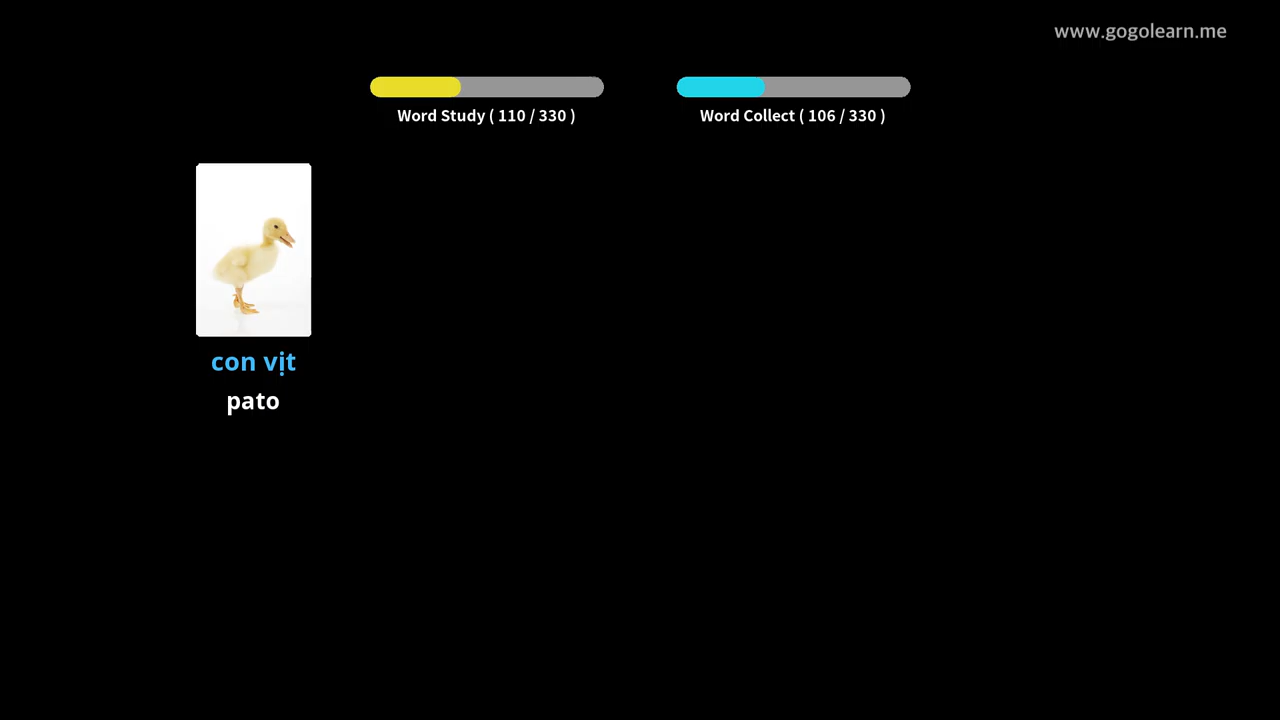 www.gogolearn.me
Word Study ( 110 / 330 )
Word Collect ( 106 / 330 )
con vịt
pato